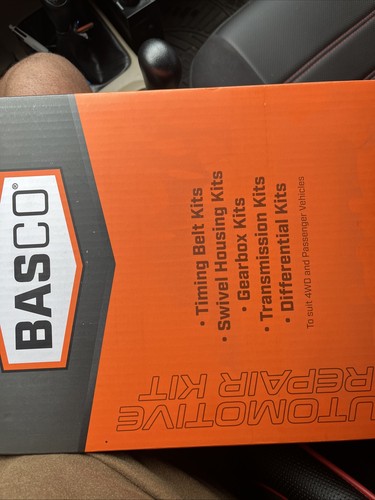 BASCO®
• Timing Belt Kits
• Swivel Housing Kits
• Gearbox Kits
• Transmission Kits
• Differential Kits
To suit 4WD and Passenger Vehicles
AUTOMOTIVE
REPAIR KIT